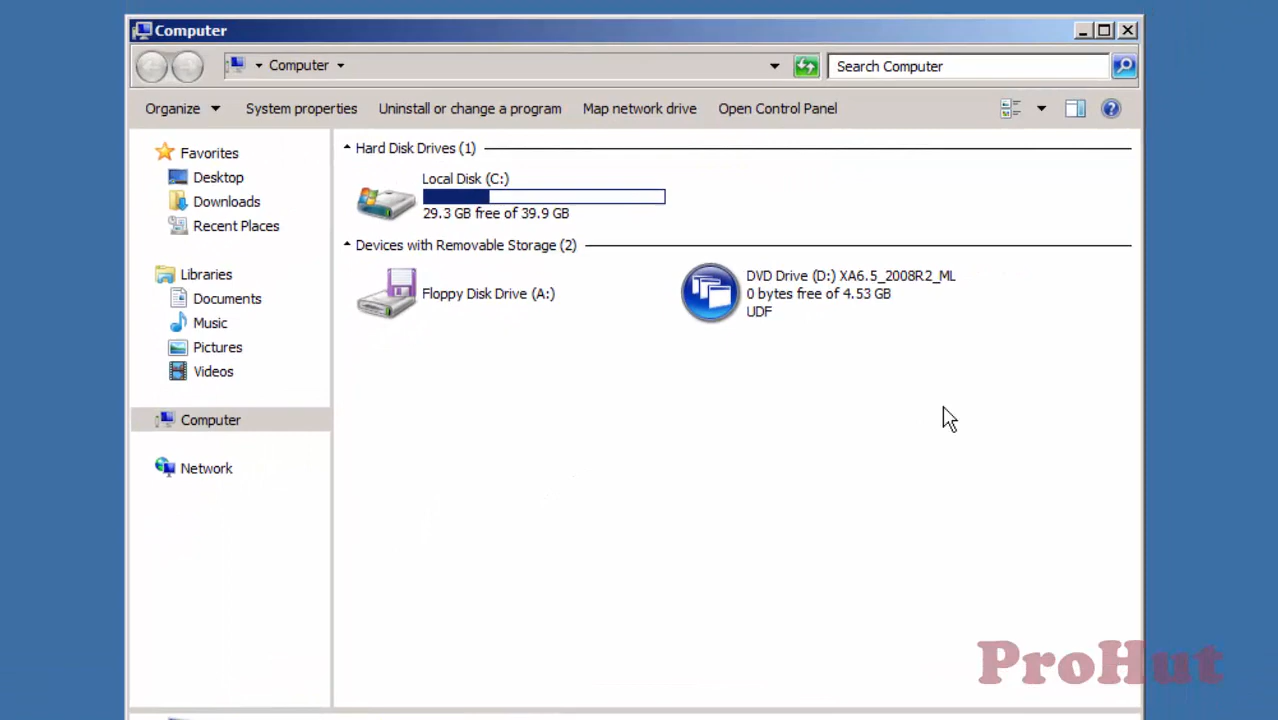 Computer
Computer
Search Computer
Organize
System properties
Uninstall or change a program
Map network drive
Open Control Panel
Favorites
Desktop
Downloads
Recent Places
Libraries
Documents
Music
Pictures
Videos
Computer
Network
Hard Disk Drives (1)
Local Disk (C:)
29.3 GB free of 39.9 GB
Devices with Removable Storage (2)
Floppy Disk Drive (A:)
DVD Drive (D:) XA6.5_2008R2_ML
0 bytes free of 4.53 GB
UDF
ProHut